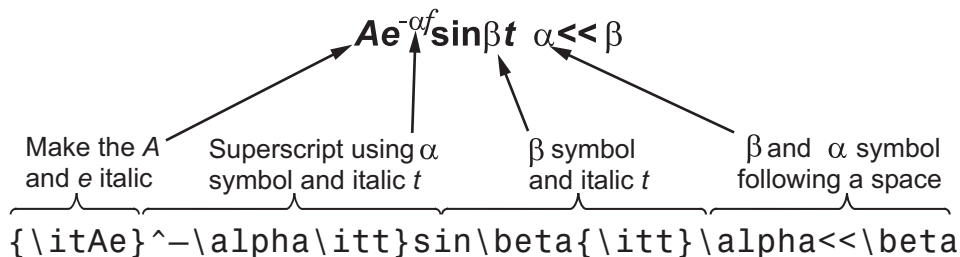 Ae^-αf sinβt α<< β
Make the A
and e italic
Superscript using α
symbol and italic t
β symbol
and italic t
β and α symbol
following a space
{\itAe}^–\alpha\itt}sin\beta{\itt}\alpha<<\beta